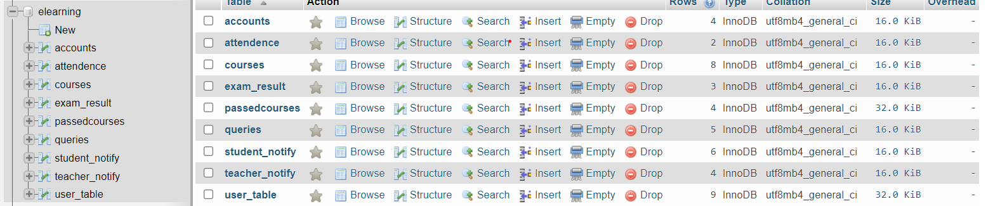 elearning
New
accounts
attendence
courses
exam_result
passedcourses
queries
student_notify
teacher_notify
user_table
Table Action Rows Type Collation Size Overhead
accounts Browse Structure Search Insert Empty Drop 4 InnoDB utf8mb4_general_ci 16.0 KiB -
attendence Browse Structure Search Insert Empty Drop 2 InnoDB utf8mb4_general_ci 16.0 KiB -
courses Browse Structure Search Insert Empty Drop 8 InnoDB utf8mb4_general_ci 16.0 KiB -
exam_result Browse Structure Search Insert Empty Drop 3 InnoDB utf8mb4_general_ci 16.0 KiB -
passedcourses Browse Structure Search Insert Empty Drop 4 InnoDB utf8mb4_general_ci 32.0 KiB -
queries Browse Structure Search Insert Empty Drop 5 InnoDB utf8mb4_general_ci 16.0 KiB -
student_notify Browse Structure Search Insert Empty Drop 6 InnoDB utf8mb4_general_ci 16.0 KiB -
teacher_notify Browse Structure Search Insert Empty Drop 4 InnoDB utf8mb4_general_ci 16.0 KiB -
user_table Browse Structure Search Insert Empty Drop 9 InnoDB utf8mb4_general_ci 32.0 KiB -